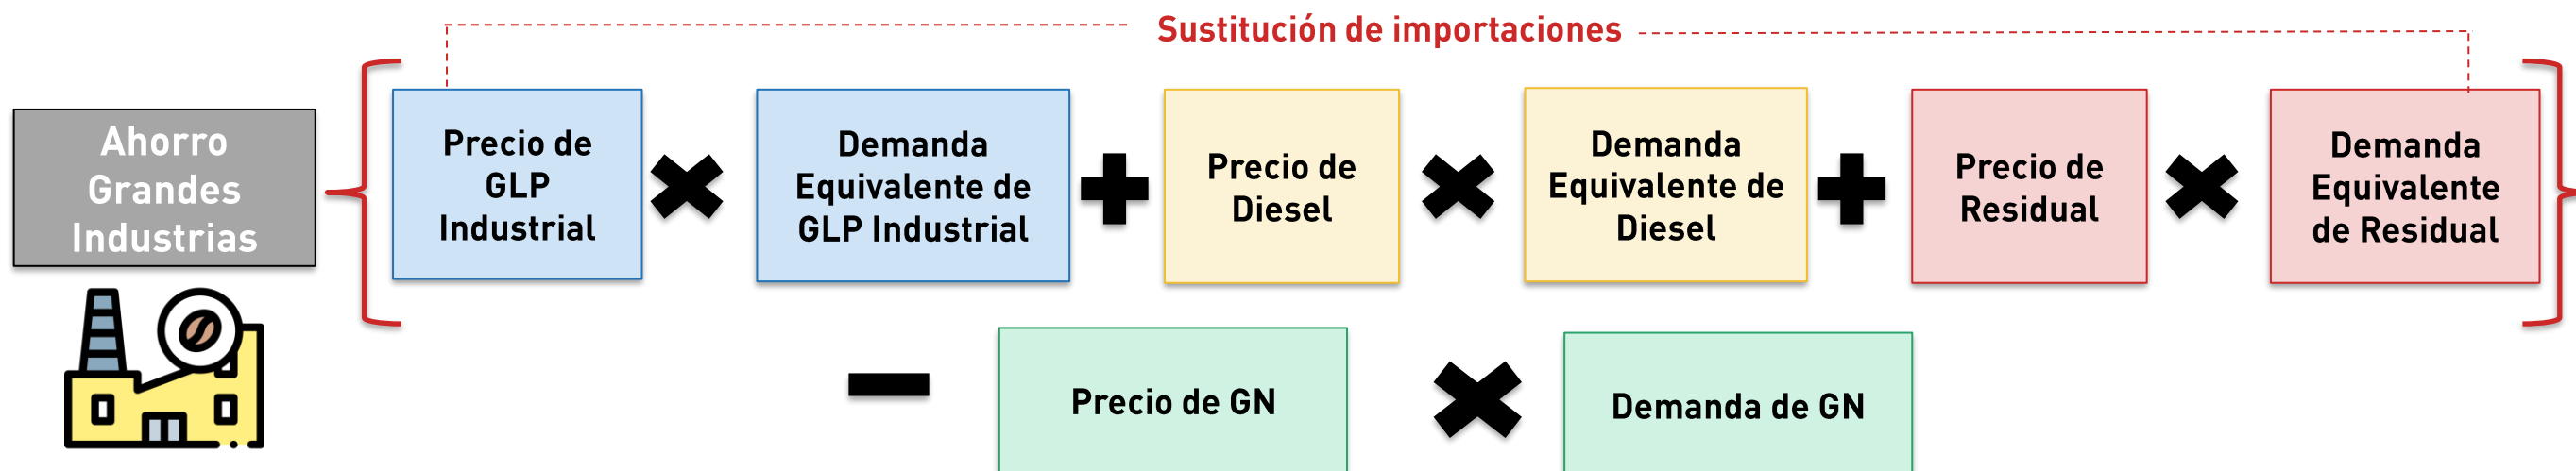 Sustitución de importaciones
Ahorro
Grandes
Industrias
Precio de
GLP
Industrial
Demanda
Equivalente de
GLP Industrial
Precio de
Diesel
Demanda
Equivalente de
Diesel
Precio de
Residual
Demanda
Equivalente
de Residual
Precio de GN
Demanda de GN